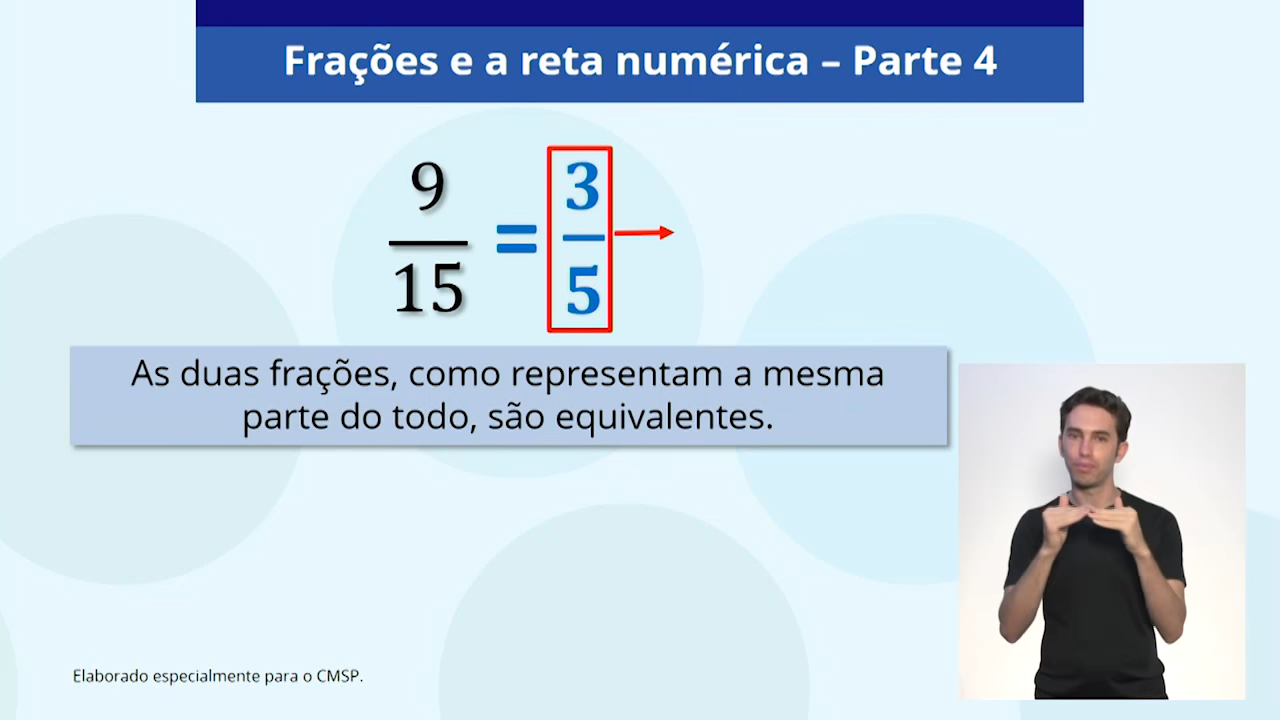 Frações e a reta numérica – Parte 4
9
15
=
3
5
As duas frações, como representam a mesma
parte do todo, são equivalentes.
Elaborado especialmente para o CMSP.